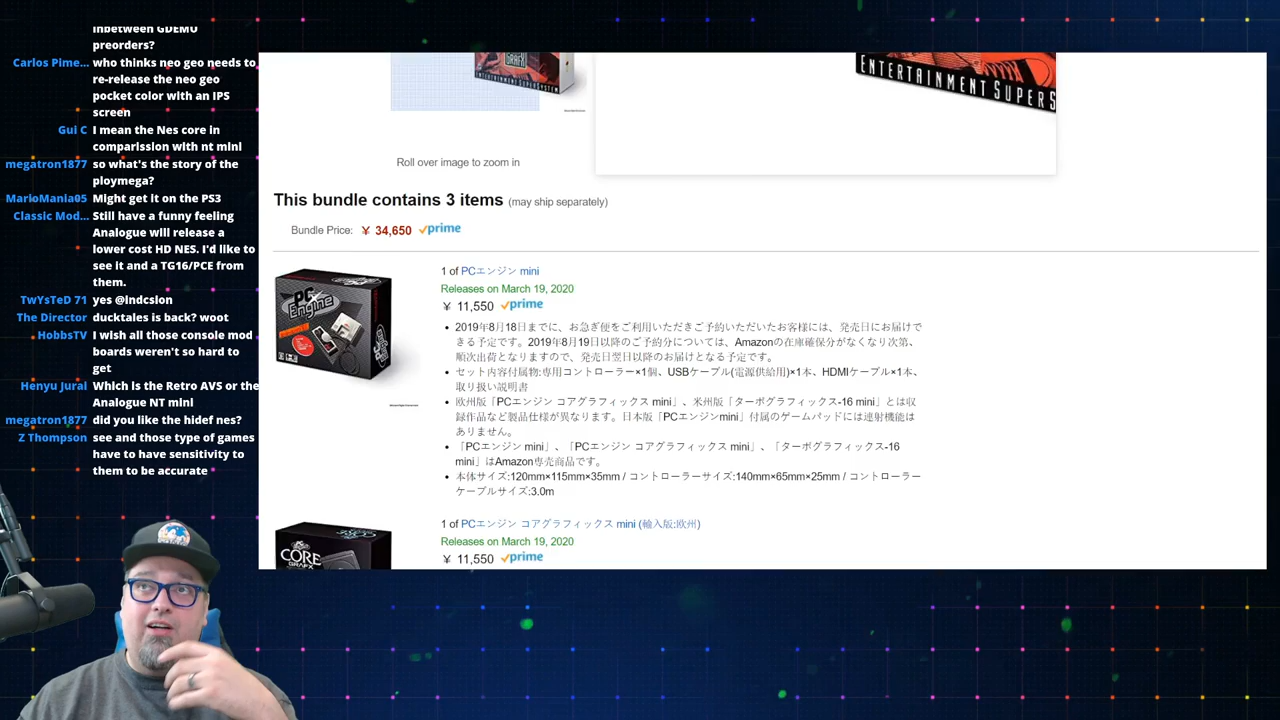 inbetween GDEMO
preorders?
Carlos Pime... who thinks neo geo needs to
re-release the neo geo
pocket color with an IPS
screen
Gui C I mean the Nes core in
comparission with nt mini
megatron1877 so what's the story of the
ploymega?
MarioMania05 Might get it on the PS3
Classic Mod... Still have a funny feeling
Analogue will release a
lower cost HD NES. I'd like to
see it and a TG16/PCE from
them.
TwYsTeD 71 yes @indcsion
The Director ducktales is back? woot
HobbsTV I wish all those console mod
boards weren't so hard to
get
Henyu Jural Which is the Retro AVS or the
Analogue NT mini
megatron1877 did you like the hidef nes?
Z Thompson see and those type of games
have to have sensitivity to
them to be accurate
GRAFX
ENTERTAINMENT SUPERSYSTEM
ENTERTAINMENT SUPERS
Roll over image to zoom in
This bundle contains 3 items (may ship separately)
Bundle Price: ¥ 34,650 prime
PC Engine
1 of PCエンジン mini
Releases on March 19, 2020
¥ 11,550 prime
• 2019年8月18日までに、お急ぎ便をご利用いただきご予約いただいたお客様には、発売日にお届けで
きる予定です。2019年8月19日以降のご予約分については、Amazonの在庫確保分がなくなり次第、
順次出荷となりますので、発売日翌日以降のお届けとなる予定です。
• セット内容付属物:専用コントローラー×1個、USBケーブル(電源供給用)×1本、HDMIケーブル×1本、
取り扱い説明書
• 欧州版「PCエンジン コアグラフィックス mini」、米州版「ターボグラフィックス-16 mini」とは収
録作品など製品仕様が異なります。日本版「PCエンジンmini」付属のゲームパッドには連射機能は
ありません。
• 「PCエンジン mini」、「PCエンジン コアグラフィックス mini」、「ターボグラフィックス-16
mini」はAmazon専売商品です。
• 本体サイズ:120mm×115mm×35mm / コントローラーサイズ:140mm×65mm×25mm / コントローラー
ケーブルサイズ:3.0m
CORE
GRAFX
1 of PCエンジン コアグラフィックス mini (輸入版:欧州)
Releases on March 19, 2020
¥ 11,550 prime